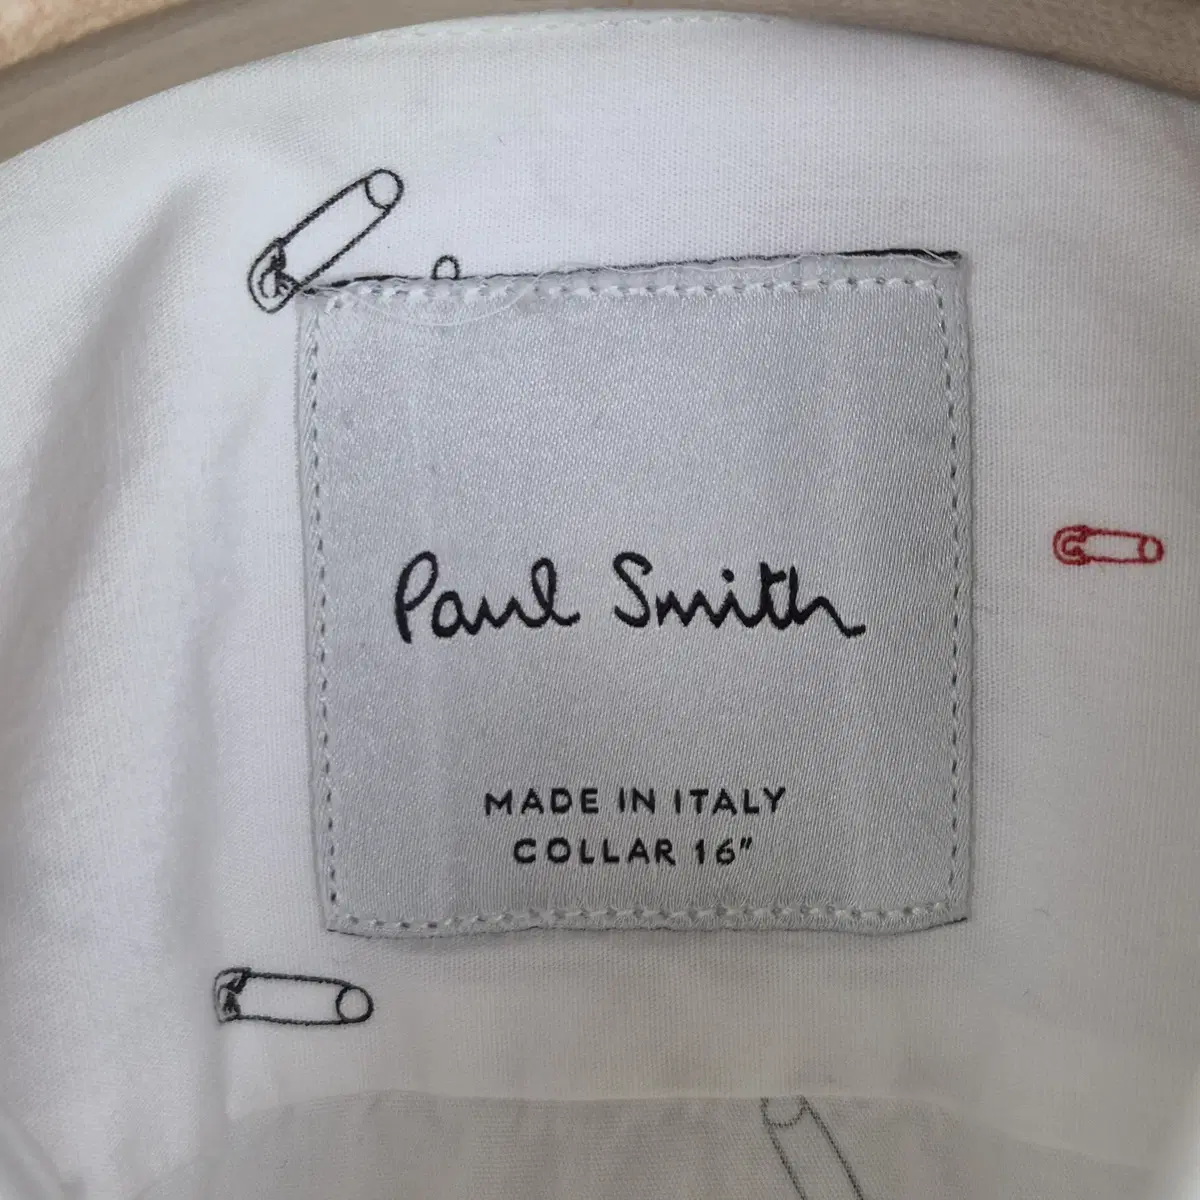 Paul Smith
MADE IN ITALY
COLLAR 16"